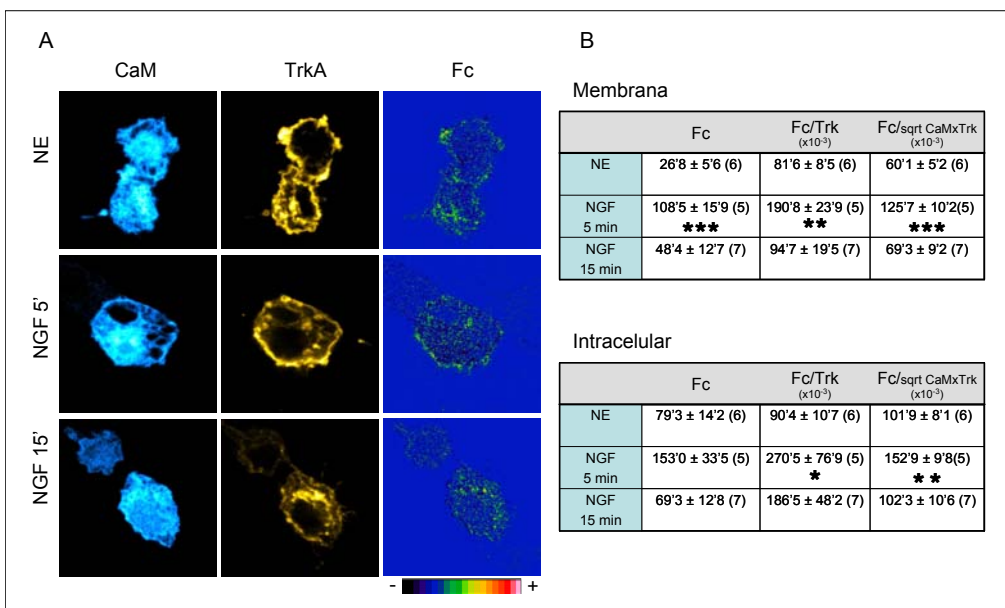 A
CaM TrkA Fc
NE
NGF 5’
NGF 15’
- +
B
Membrana
Fc Fc/Trk Fc/sqrt CaMxTrk
(x10-3) (x10-3)
NE 26'8 ± 5'6 (6) 81'6 ± 8'5 (6) 60'1 ± 5'2 (6)
NGF 108'5 ± 15'9 (5) 190'8 ± 23'9 (5) 125'7 ± 10'2(5)
5 min *** ** ***
NGF 48'4 ± 12'7 (7) 94'7 ± 19'5 (7) 69'3 ± 9'2 (7)
15 min
Intracelular
Fc Fc/Trk Fc/sqrt CaMxTrk
(x10-3) (x10-3)
NE 79'3 ± 14'2 (6) 90'4 ± 10'7 (6) 101'9 ± 8'1 (6)
NGF 153'0 ± 33'5 (5) 270'5 ± 76'9 (5) 152'9 ± 9'8(5)
5 min * **
NGF 69'3 ± 12'8 (7) 186'5 ± 48'2 (7) 102'3 ± 10'6 (7)
15 min